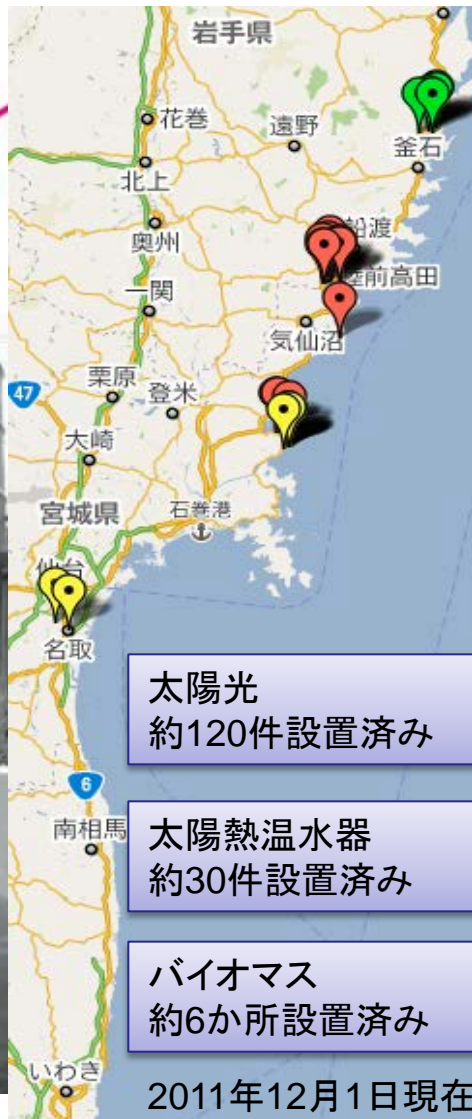 岩手県
花巻
遠野
釜石
北上
奥州
船渡
一関
陸前高田
気仙沼
栗原
登米
47
大崎
宮城県
石巻港
仙台
名取
太陽光
約120件設置済み
6
南相馬
太陽熱温水器
約30件設置済み
バイオマス
約6か所設置済み
いわき
2011年12月1日現在